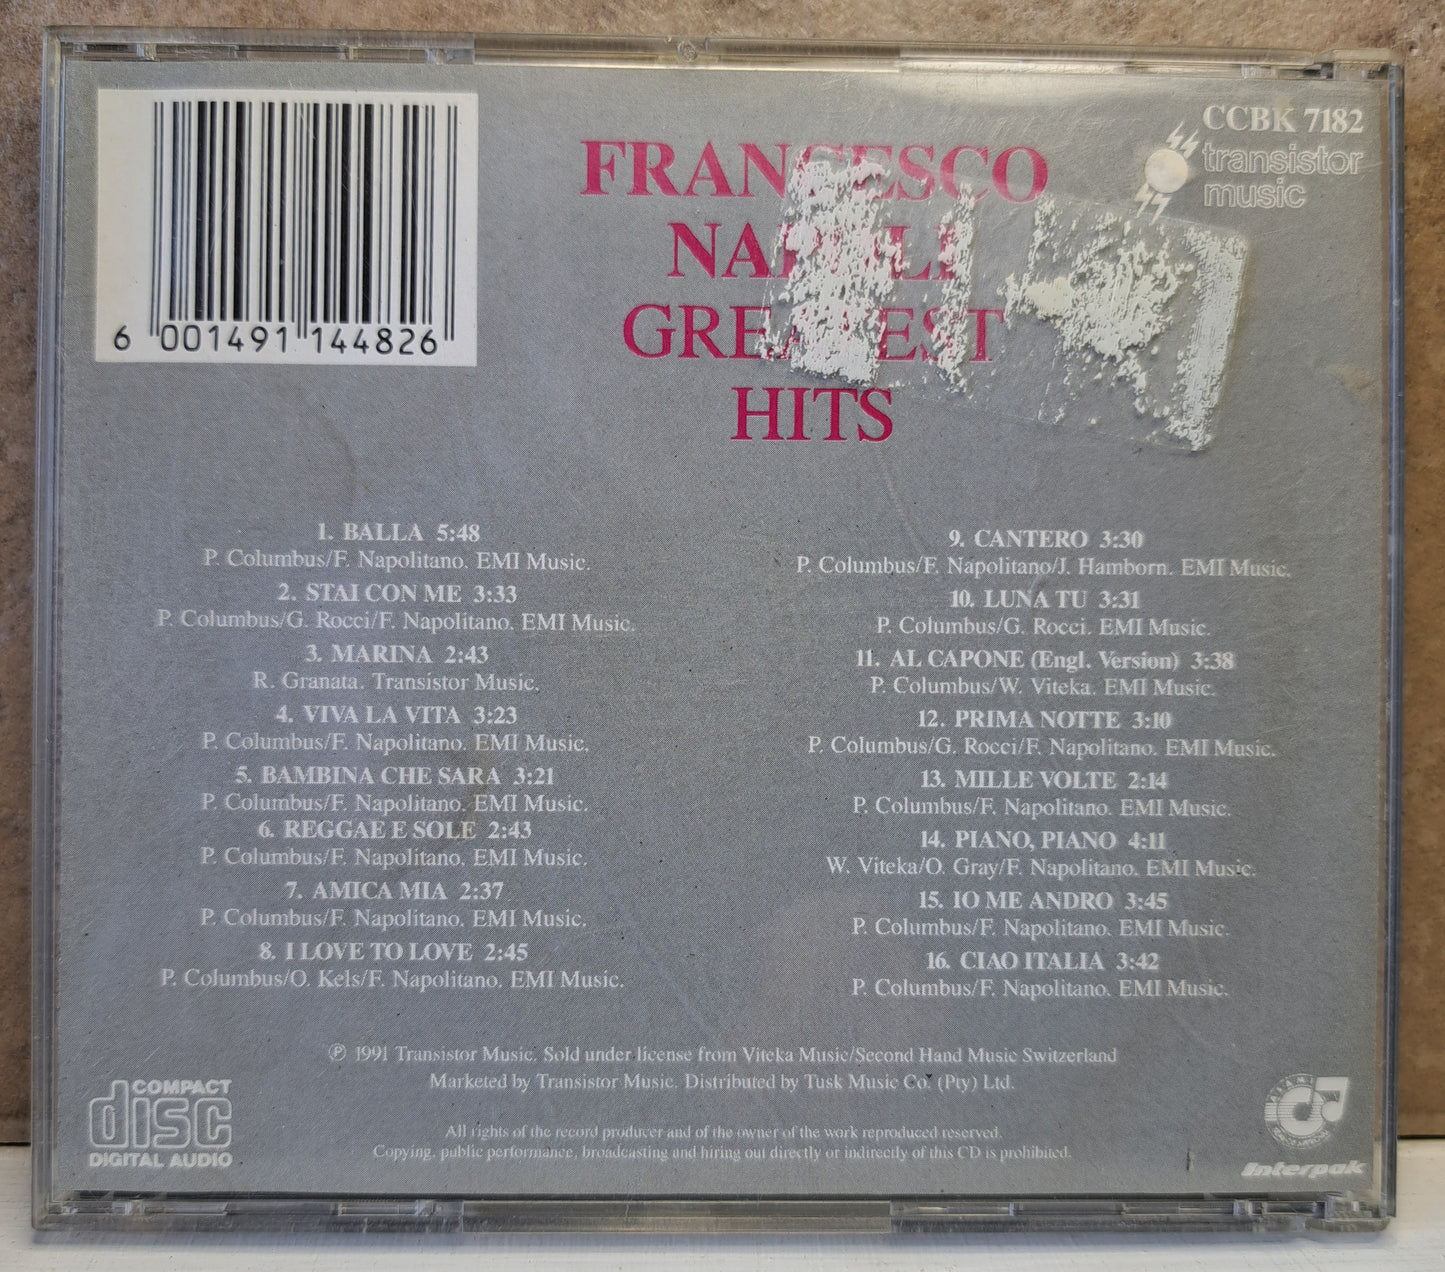 6 001491 144826
CCBK 7182
transistor
music
FRANCESCO
NAPOLI
GREATEST
HITS
1. BALLA 5:48
P. Columbus/F. Napolitano. EMI Music.
2. STAI CON ME 3:33
P. Columbus/G. Rocci/F. Napolitano. EMI Music.
3. MARINA 2:43
R. Granata. Transistor Music.
4. VIVA LA VITA 3:23
P. Columbus/F. Napolitano. EMI Music.
5. BAMBINA CHE SARA 3:21
P. Columbus/F. Napolitano. EMI Music.
6. REGGAE E SOLE 2:43
P. Columbus/F. Napolitano. EMI Music.
7. AMICA MIA 2:37
P. Columbus/F. Napolitano. EMI Music.
8. I LOVE TO LOVE 2:45
P. Columbus/O. Kels/F. Napolitano. EMI Music.
9. CANTERO 3:30
P. Columbus/F. Napolitano/J. Hamborn. EMI Music.
10. LUNA TU 3:31
P. Columbus/G. Rocci. EMI Music.
11. AL CAPONE (Engl. Version) 3:38
P. Columbus/W. Viteka. EMI Music.
12. PRIMA NOTTE 3:10
P. Columbus/G. Rocci/F. Napolitano. EMI Music.
13. MILLE VOLTE 2:14
P. Columbus/F. Napolitano. EMI Music.
14. PIANO, PIANO 4:11
W. Viteka/O. Gray/F. Napolitano. EMI Music.
15. IO ME ANDRO 3:45
P. Columbus/F. Napolitano. EMI Music.
16. CIAO ITALIA 3:42
P. Columbus/F. Napolitano. EMI Music.
℗ 1991 Transistor Music. Sold under license from Viteka Music/Second Hand Music Switzerland
Marketed by Transistor Music. Distributed by Tusk Music Co. (Pty) Ltd.
All rights of the record producer and of the owner of the work reproduced reserved.
Copying, public performance, broadcasting and hiring out directly or indirectly of this CD is prohibited.
COMPACT
disc
DIGITAL AUDIO
Interpak